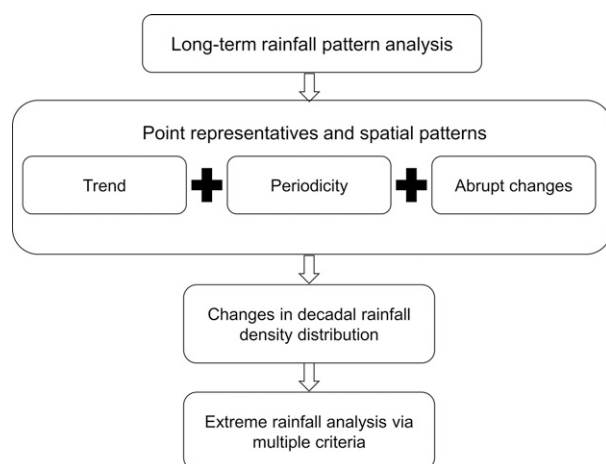 Long-term rainfall pattern analysis
Point representatives and spatial patterns
Trend
Periodicity
Abrupt changes
Changes in decadal rainfall
density distribution
Extreme rainfall analysis via
multiple criteria